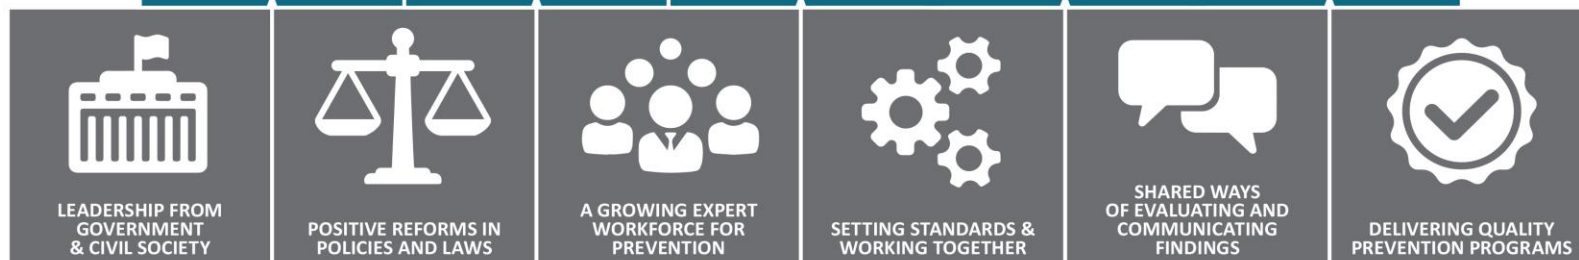 LEADERSHIP FROM
GOVERNMENT
& CIVIL SOCIETY
POSITIVE REFORMS IN
POLICIES AND LAWS
A GROWING EXPERT
WORKFORCE FOR
PREVENTION
SETTING STANDARDS &
WORKING TOGETHER
SHARED WAYS
OF EVALUATING AND
COMMUNICATING
FINDINGS
DELIVERING QUALITY
PREVENTION PROGRAMS